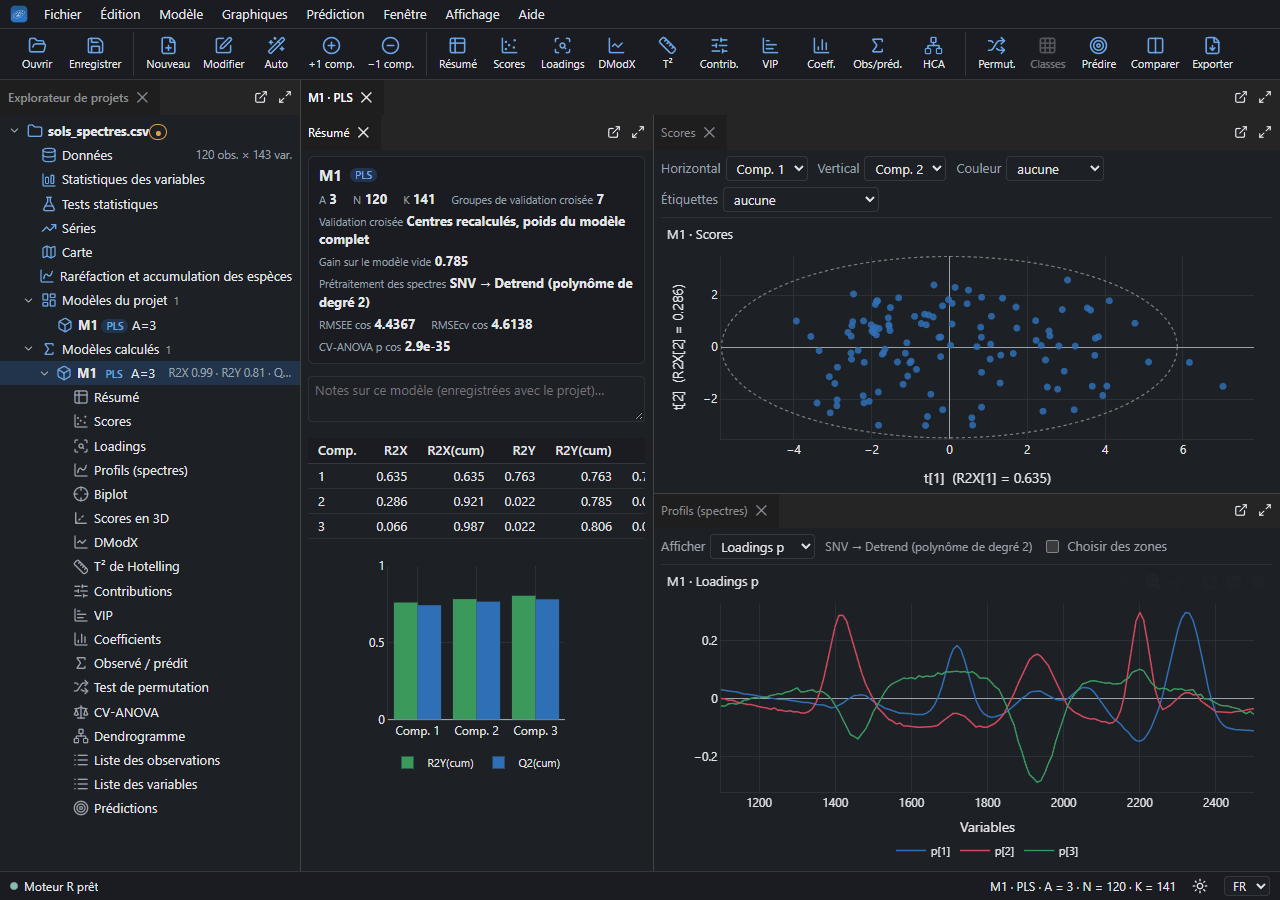 Fichier Édition Modèle Graphiques Prédiction Fenêtre Affichage Aide
Ouvrir Enregistrer Nouveau Modifier Auto +1 comp. −1 comp. Résumé Scores Loadings DModX T² Contrib. VIP Coeff. Obs/préd. HCA Permut. Classes Prédire Comparer Exporter
Explorateur de projets
sols_spectres.csv
Données 120 obs. × 143 var.
Statistiques des variables
Tests statistiques
Séries
Carte
Raréfaction et accumulation des espèces
Modèles du projet 1
M1 PLS A=3
Modèles calculés 1
M1 PLS A=3 R2X 0.99 · R2Y 0.81 · Q...
Résumé
Scores
Loadings
Profils (spectres)
Biplot
Scores en 3D
DModX
T² de Hotelling
Contributions
VIP
Coefficients
Observé / prédit
Test de permutation
CV-ANOVA
Dendrogramme
Liste des observations
Liste des variables
Prédictions
M1 · PLS
Résumé
M1 PLS
A 3 N 120 K 141 Groupes de validation croisée 7
Validation croisée Centres recalculés, poids du modèle
complet
Gain sur le modèle vide 0.785
Prétraitement des spectres SNV → Detrend (polynôme de
degré 2)
RMSEE cos 4.4367 RMSEcv cos 4.6138
CV-ANOVA p cos 2.9e-35
Notes sur ce modèle (enregistrées avec le projet)...
Comp. R2X R2X(cum) R2Y R2Y(cum)
1 0.635 0.635 0.763 0.763
2 0.286 0.921 0.022 0.785
3 0.066 0.987 0.022 0.806
1
0.5
0
Comp. 1 Comp. 2 Comp. 3
R2Y(cum) Q2(cum)
Scores
Horizontal Comp. 1 Vertical Comp. 2 Couleur aucune
Étiquettes aucune
M1 · Scores
t[2] (R2X[2] = 0.286)
2
0
−2
−4 −2 0 2 4 6
t[1] (R2X[1] = 0.635)
Profils (spectres)
Afficher Loadings p SNV → Detrend (polynôme de degré 2) Choisir des zones
M1 · Loadings p
0.2
0
−0.2
1200 1400 1600 1800 2000 2200 2400
Variables
p[1] p[2] p[3]
Moteur R prêt
M1 · PLS · A = 3 · N = 120 · K = 141 FR